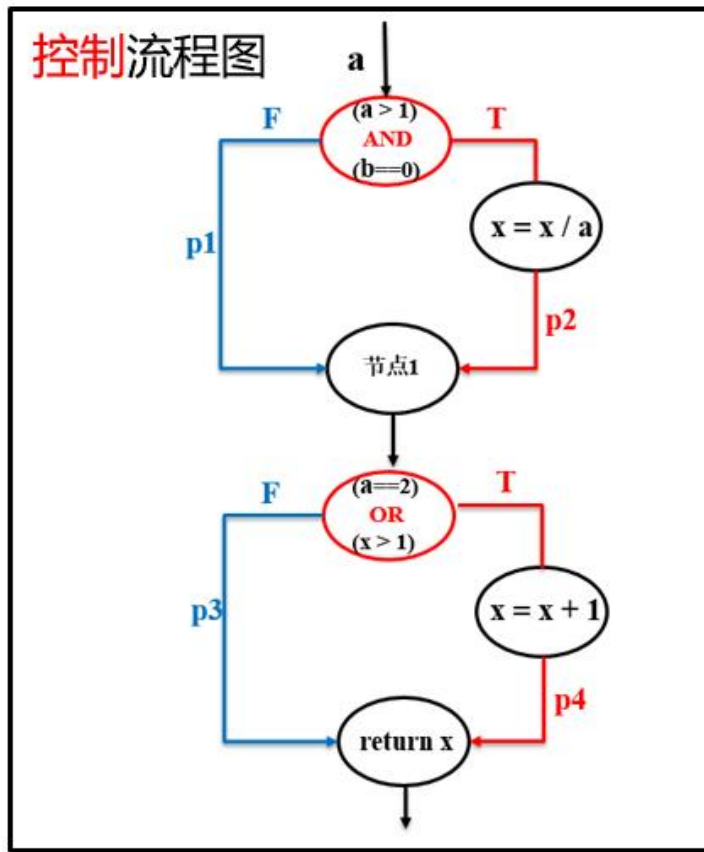 控制流程图
a
(a > 1)
AND
(b==0)
F
T
x = x / a
p1
p2
节点1
(a==2)
OR
(x > 1)
F
T
x = x + 1
p3
p4
return x